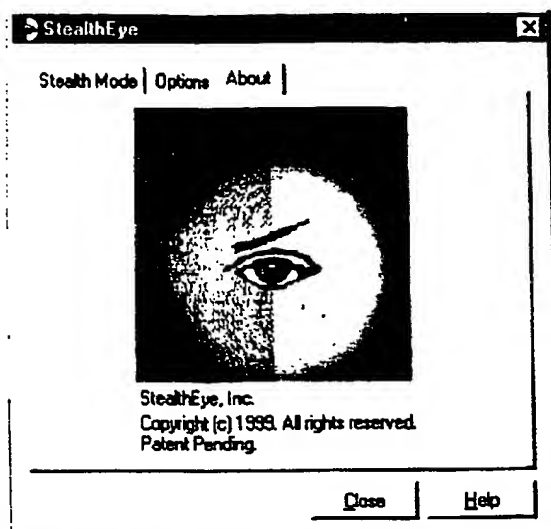 StealthEye
Stealth Mode Options About
StealthEye, Inc.
Copyright (c) 1999. All rights reserved.
Patent Pending.
Close Help